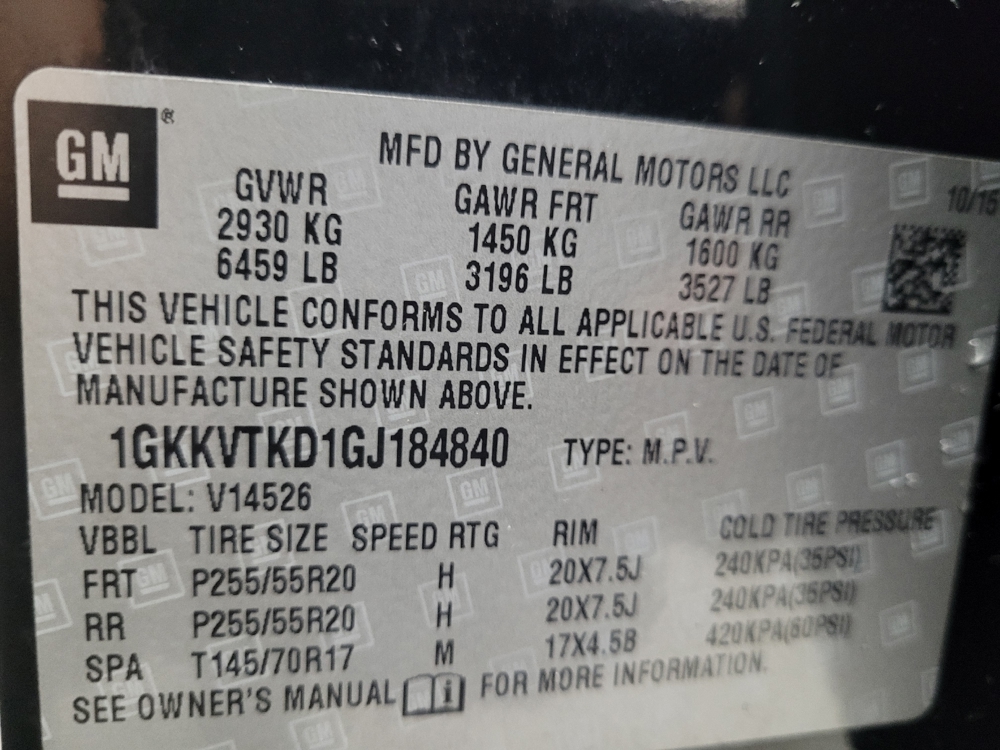 GM®
MFD BY GENERAL MOTORS LLC
10/15
GVWR GAWR FRT GAWR RR
2930 KG 1450 KG 1600 KG
6459 LB 3196 LB 3527 LB
THIS VEHICLE CONFORMS TO ALL APPLICABLE U.S. FEDERAL MOTOR
VEHICLE SAFETY STANDARDS IN EFFECT ON THE DATE OF
MANUFACTURE SHOWN ABOVE.
1GKKVTKD1GJ184840 TYPE: M.P.V.
MODEL: V14526
VBBL TIRE SIZE SPEED RTG RIM COLD TIRE PRESSURE
FRT P255/55R20 H 20X7.5J 240KPA(35PSI)
RR P255/55R20 H 20X7.5J 240KPA(35PSI)
SPA T145/70R17 M 17X4.5B 420KPA(60PSI)
SEE OWNER'S MANUAL i FOR MORE INFORMATION.